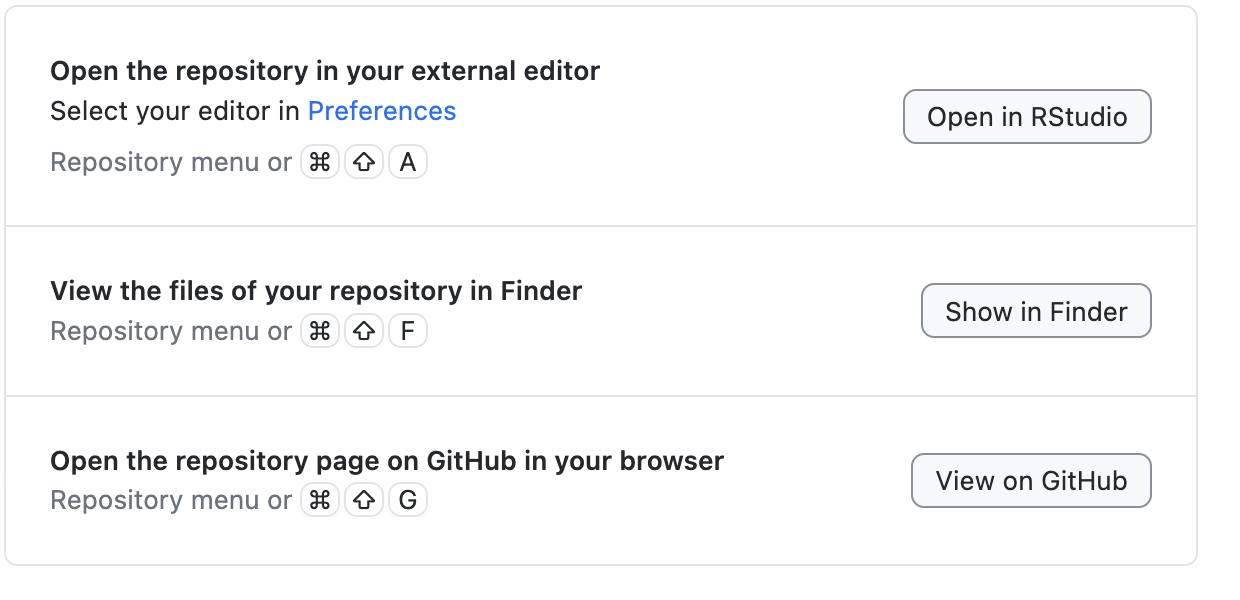 Open the repository in your external editor
Select your editor in Preferences
Open in RStudio
Repository menu or ⌘ ⇧ A
View the files of your repository in Finder
Show in Finder
Repository menu or ⌘ ⇧ F
Open the repository page on GitHub in your browser
View on GitHub
Repository menu or ⌘ ⇧ G